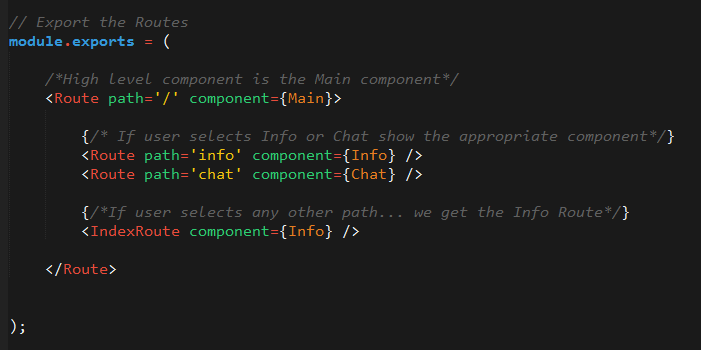 // Export the Routes
module.exports = (
/*High level component is the Main component*/
<Route path='/' component={Main}>
{/* If user selects Info or Chat show the appropriate component*/}
<Route path='info' component={Info} />
<Route path='chat' component={Chat} />
{/*If user selects any other path... we get the Info Route*/}
<IndexRoute component={Info} />
</Route>
);